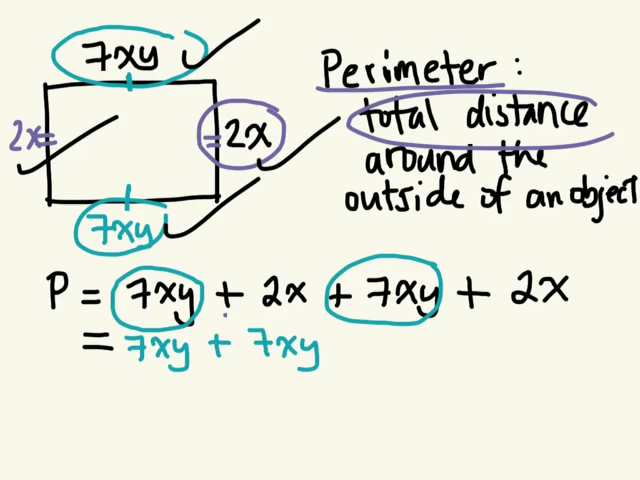 7xy
Perimeter:
total distance
2x
2x
around the
outside of an object
7xy
P = 7xy + 2x + 7xy + 2x
= 7xy + 7xy